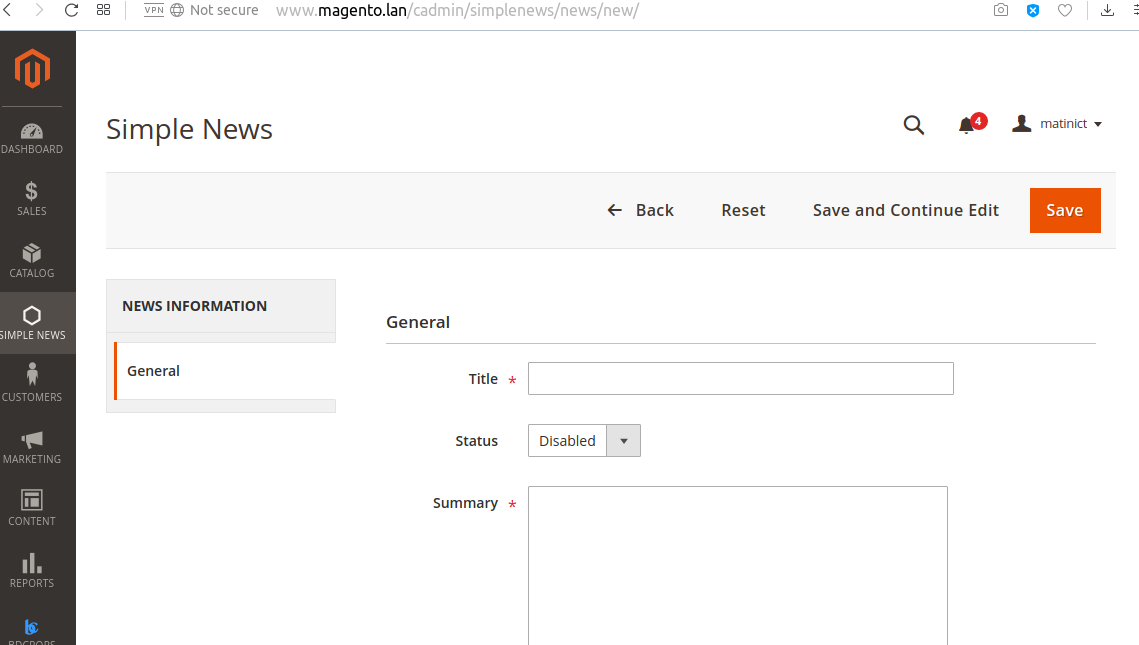 VPN Not secure www.magento.lan/cadmin/simplenews/news/new/
Simple News
4
matinict
DASHBOARD
SALES
CATALOG
SIMPLE NEWS
CUSTOMERS
MARKETING
CONTENT
REPORTS
BDCROPS
← Back Reset Save and Continue Edit Save
NEWS INFORMATION
General
General
Title *
Status Disabled
Summary *